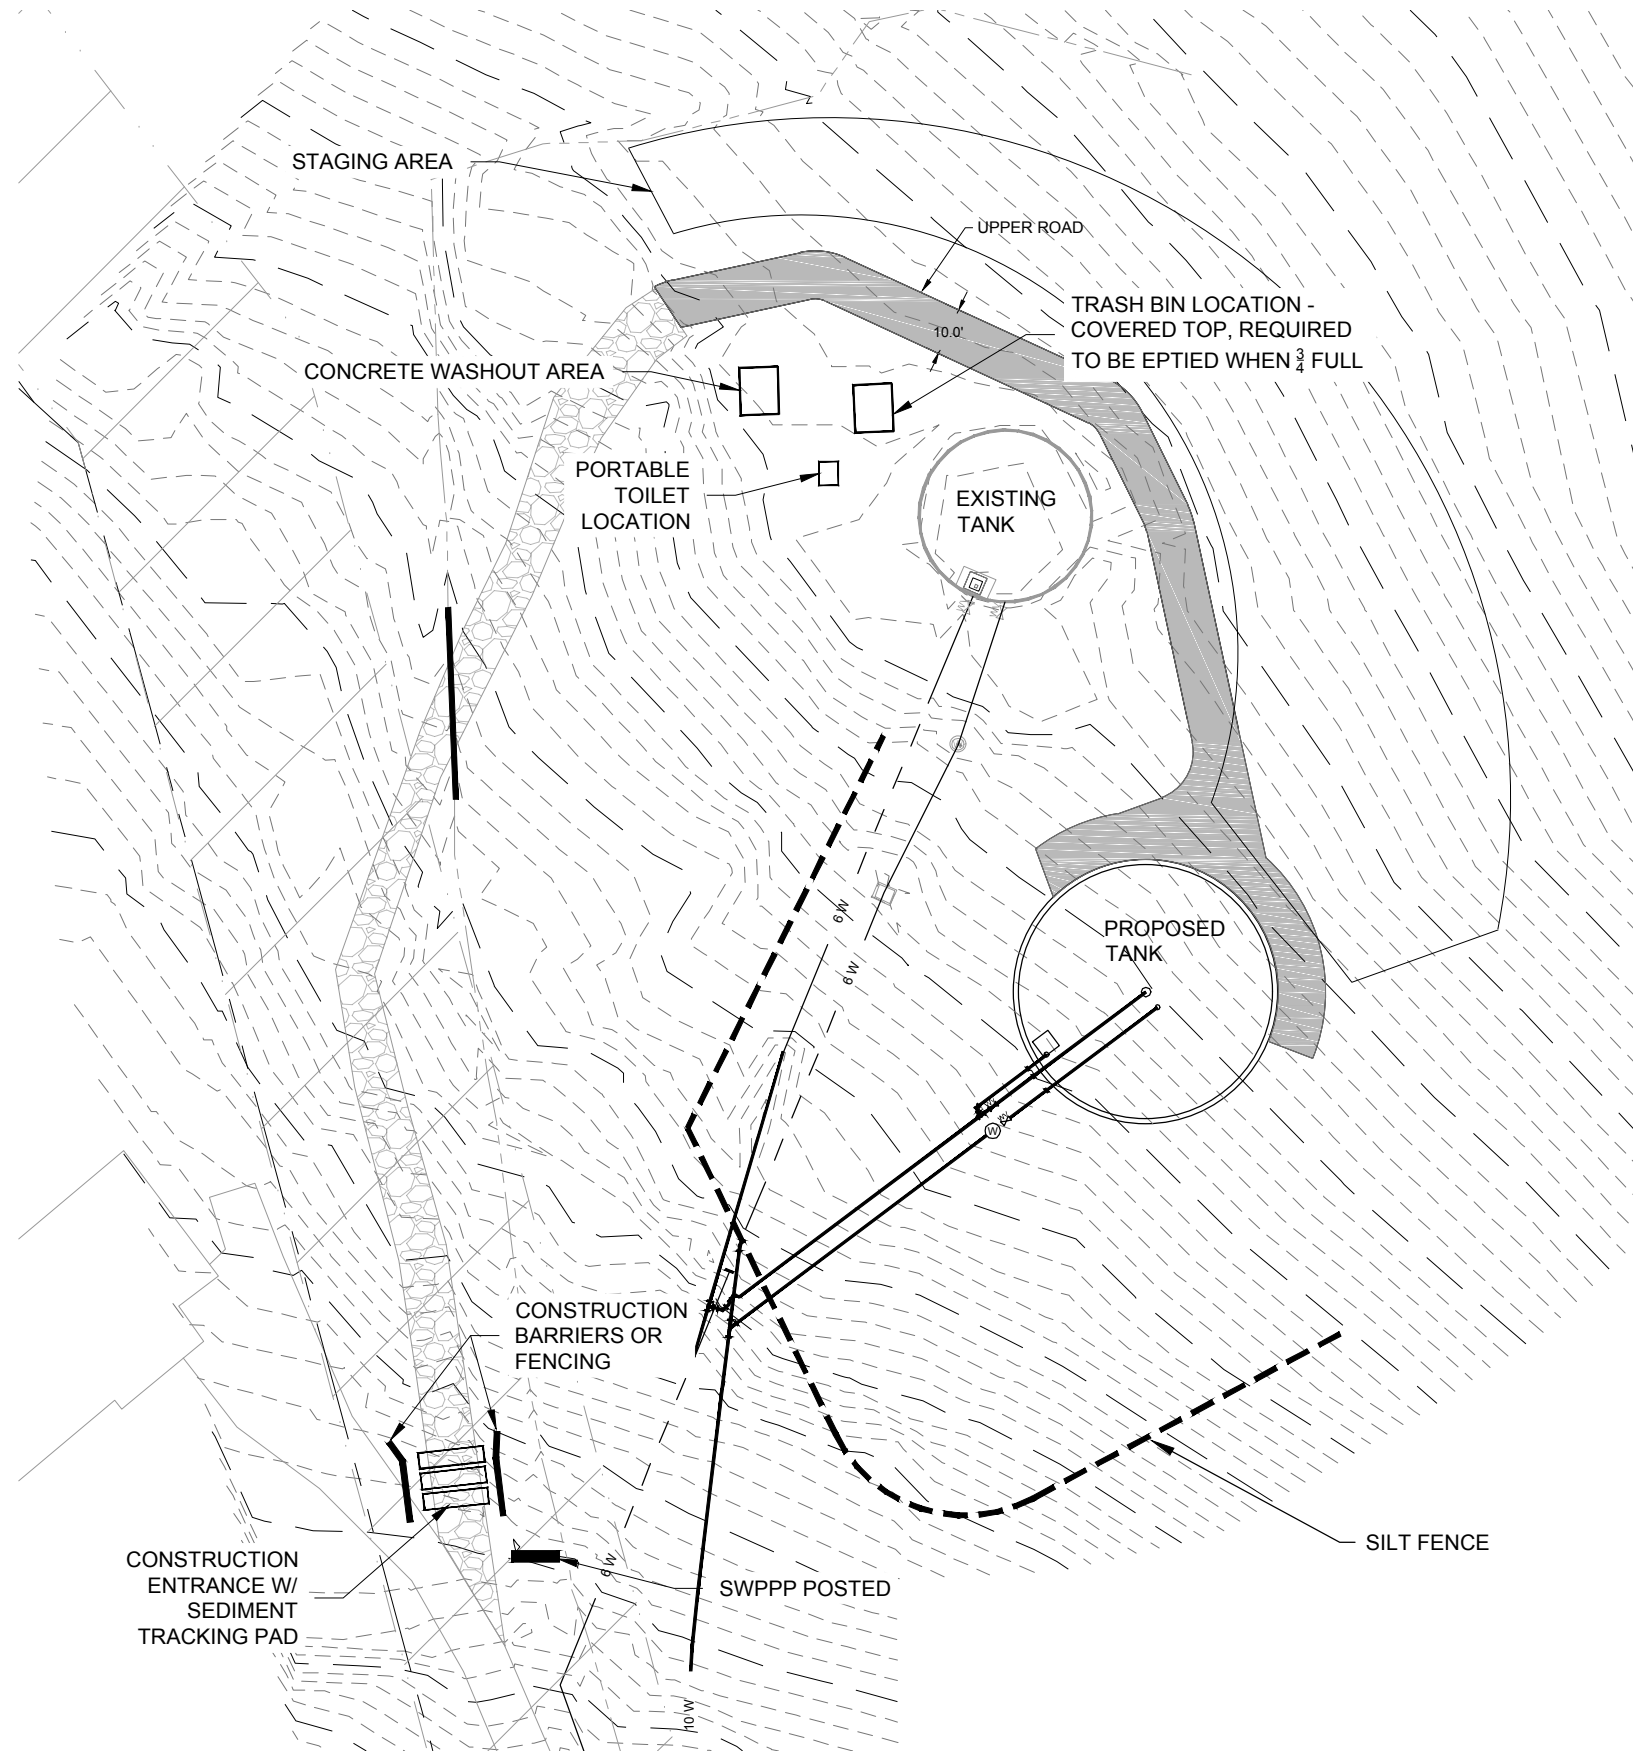 STAGING AREA
UPPER ROAD
10.0'
TRASH BIN LOCATION -
COVERED TOP, REQUIRED
TO BE EPTIED WHEN 3/4 FULL
CONCRETE WASHOUT AREA
PORTABLE
TOILET
LOCATION
EXISTING
TANK
6 W
6 W
PROPOSED
TANK
W
CONSTRUCTION
BARRIERS OR
FENCING
SILT FENCE
CONSTRUCTION
ENTRANCE W/
SEDIMENT
TRACKING PAD
6 W
SWPPP POSTED
10 W